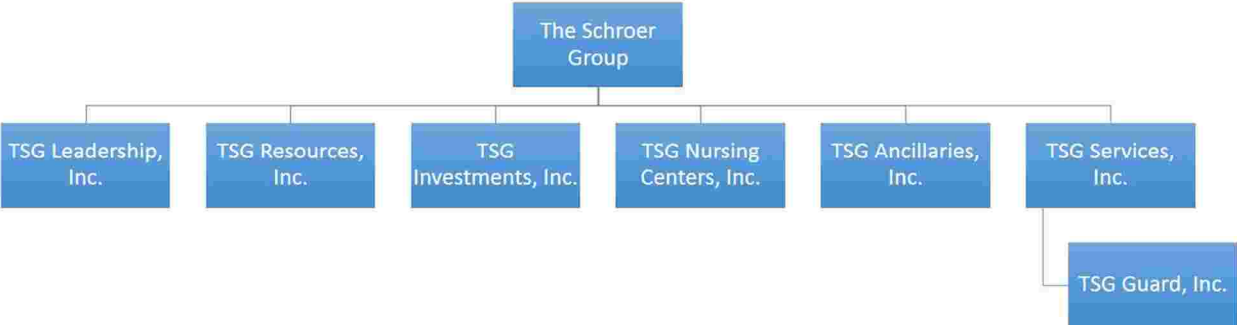 The Schroer
Group
TSG Leadership,
Inc.
TSG Resources,
Inc.
TSG
Investments, Inc.
TSG Nursing
Centers, Inc.
TSG Ancillaries,
Inc.
TSG Services,
Inc.
TSG Guard, Inc.